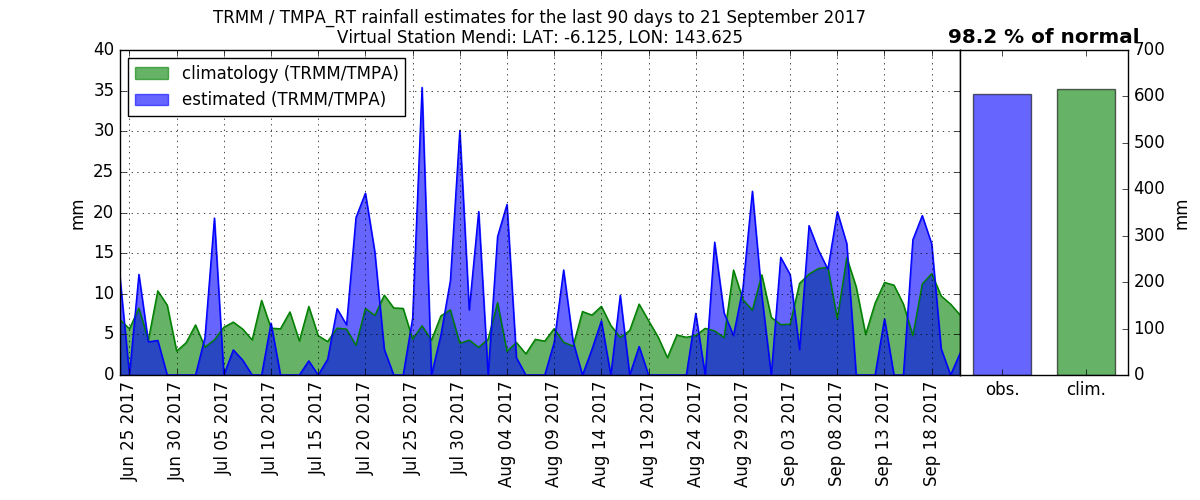 TRMM / TMPA_RT rainfall estimates for the last 90 days to 21 September 2017
Virtual Station Mendi: LAT: -6.125, LON: 143.625
98.2 % of normal
climatology (TRMM/TMPA)
estimated (TRMM/TMPA)
40
35
30
25
20
15
10
5
0
mm
700
600
500
400
300
200
100
0
mm
Jun 25 2017
Jun 30 2017
Jul 05 2017
Jul 10 2017
Jul 15 2017
Jul 20 2017
Jul 25 2017
Jul 30 2017
Aug 04 2017
Aug 09 2017
Aug 14 2017
Aug 19 2017
Aug 24 2017
Aug 29 2017
Sep 03 2017
Sep 08 2017
Sep 13 2017
Sep 18 2017
obs.
clim.